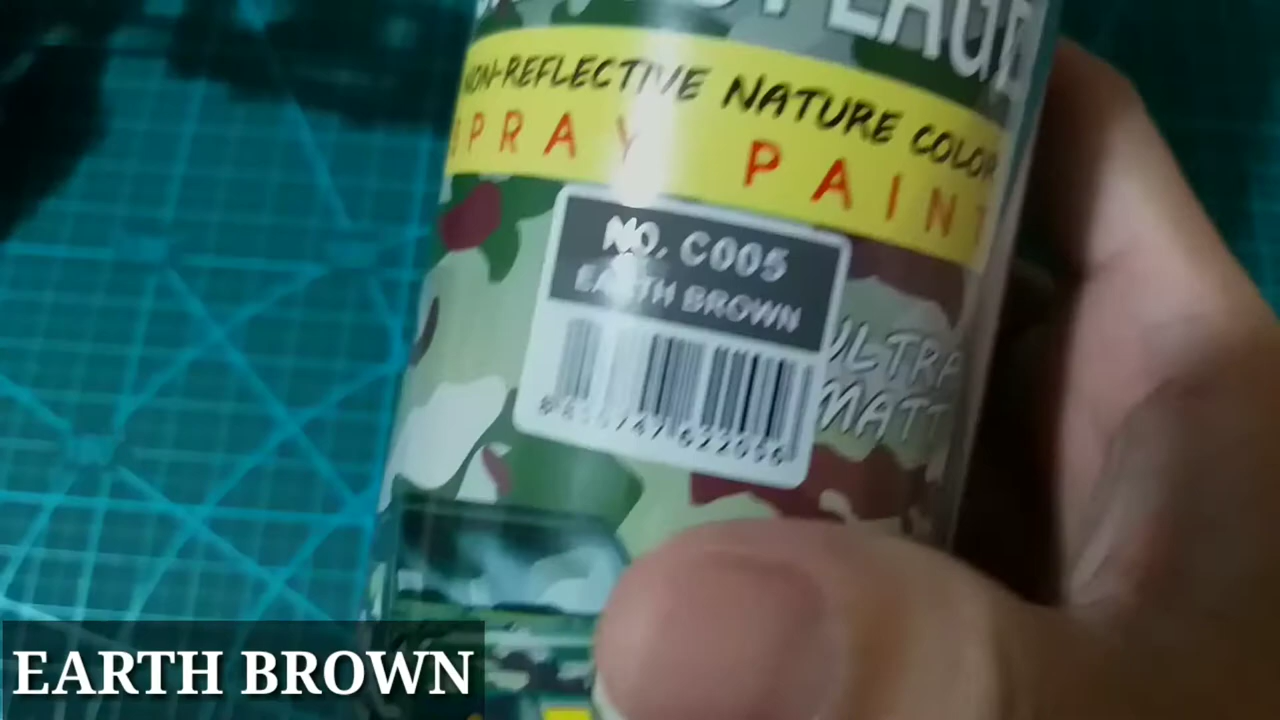 NON-REFLECTIVE NATURE COLOR
SPRAY PAINT
NO. C005
EARTH BROWN
ULTRA
MATT
EARTH BROWN